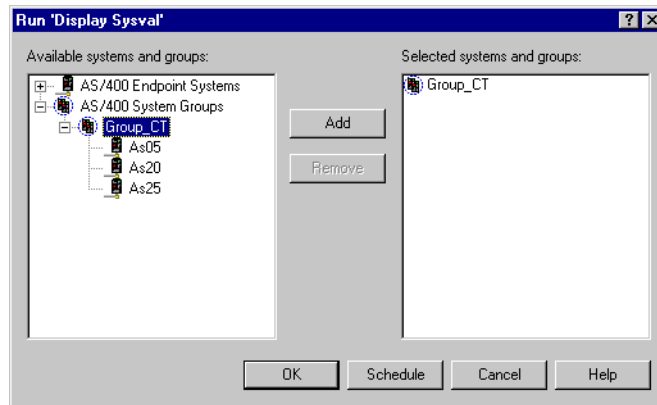 Run 'Display Sysval'
Available systems and groups:
Selected systems and groups:
AS/400 Endpoint Systems
AS/400 System Groups
Group_CT
As05
As20
As25
Add
Remove
Group_CT
OK
Schedule
Cancel
Help